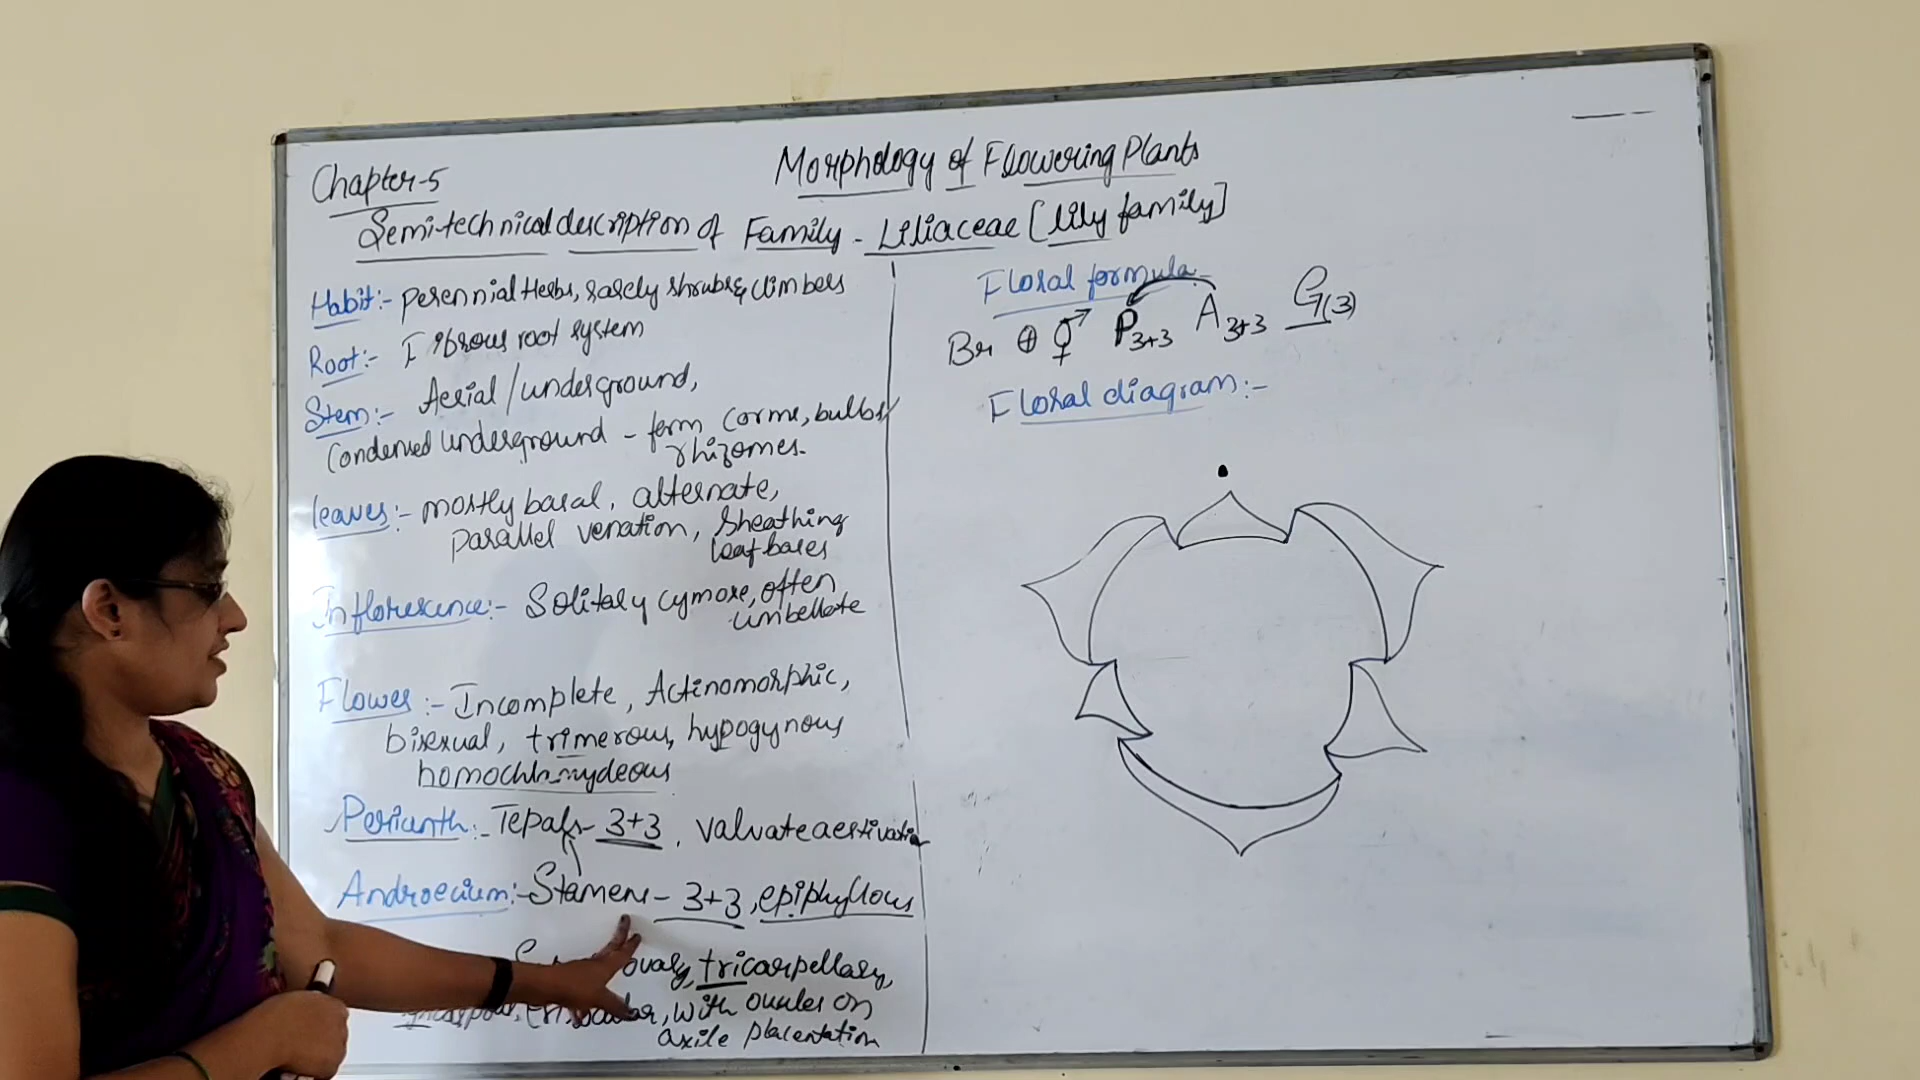 Chapter-5
Morphology of Flowering Plants
Semi-technical description of Family - Liliaceae [lily family]
Habit:- perennial Herbs, rarely shrubs & climbers
Root:- Fibrous root system
Stem:- Aerial/underground,
Condensed underground - form corms, bulbs/
rhizomes.
leaves:- mostly basal, alternate,
parallel venation, sheathing
leaf bases
Inflorescence:- Solitary cymose, often
umbellate
Flower:- Incomplete, Actinomorphic,
bisexual, trimerous, hypogynous
homochlamydeous
Perianth:- Tepals- 3+3, valvate aestivation
Androecium:- Stamens- 3+3, epiphyllous
ovary, tricarpellary,
with ovules on
axile placentation
Floral formula-
Br ⊕ ⚥ P3+3 A3+3 G(3)
Floral diagram:-